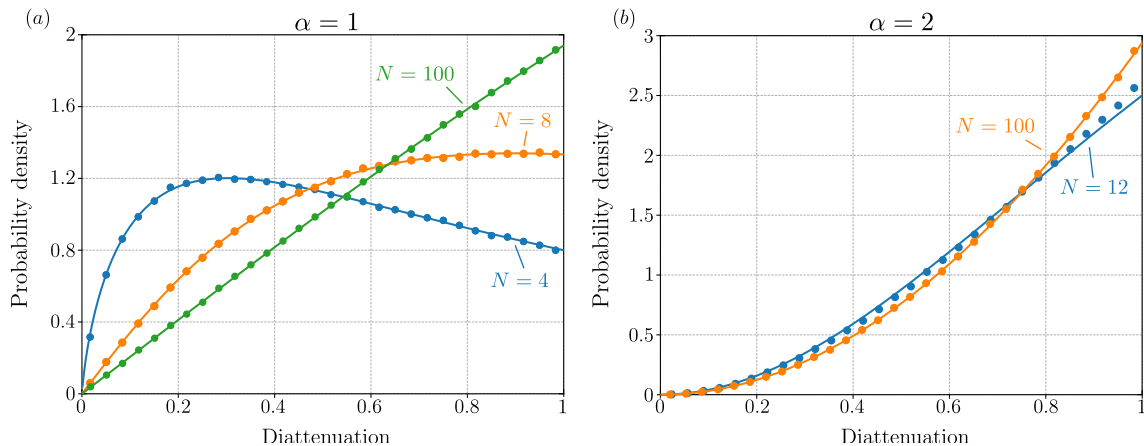 (a)
α = 1
Probability density
2
1.6
1.2
0.8
0.4
0
N = 100
N = 8
N = 4
0
0.2
0.4
0.6
0.8
1
Diattenuation
(b)
α = 2
Probability density
3
2.5
2
1.5
1
0.5
0
N = 100
N = 12
0
0.2
0.4
0.6
0.8
1
Diattenuation